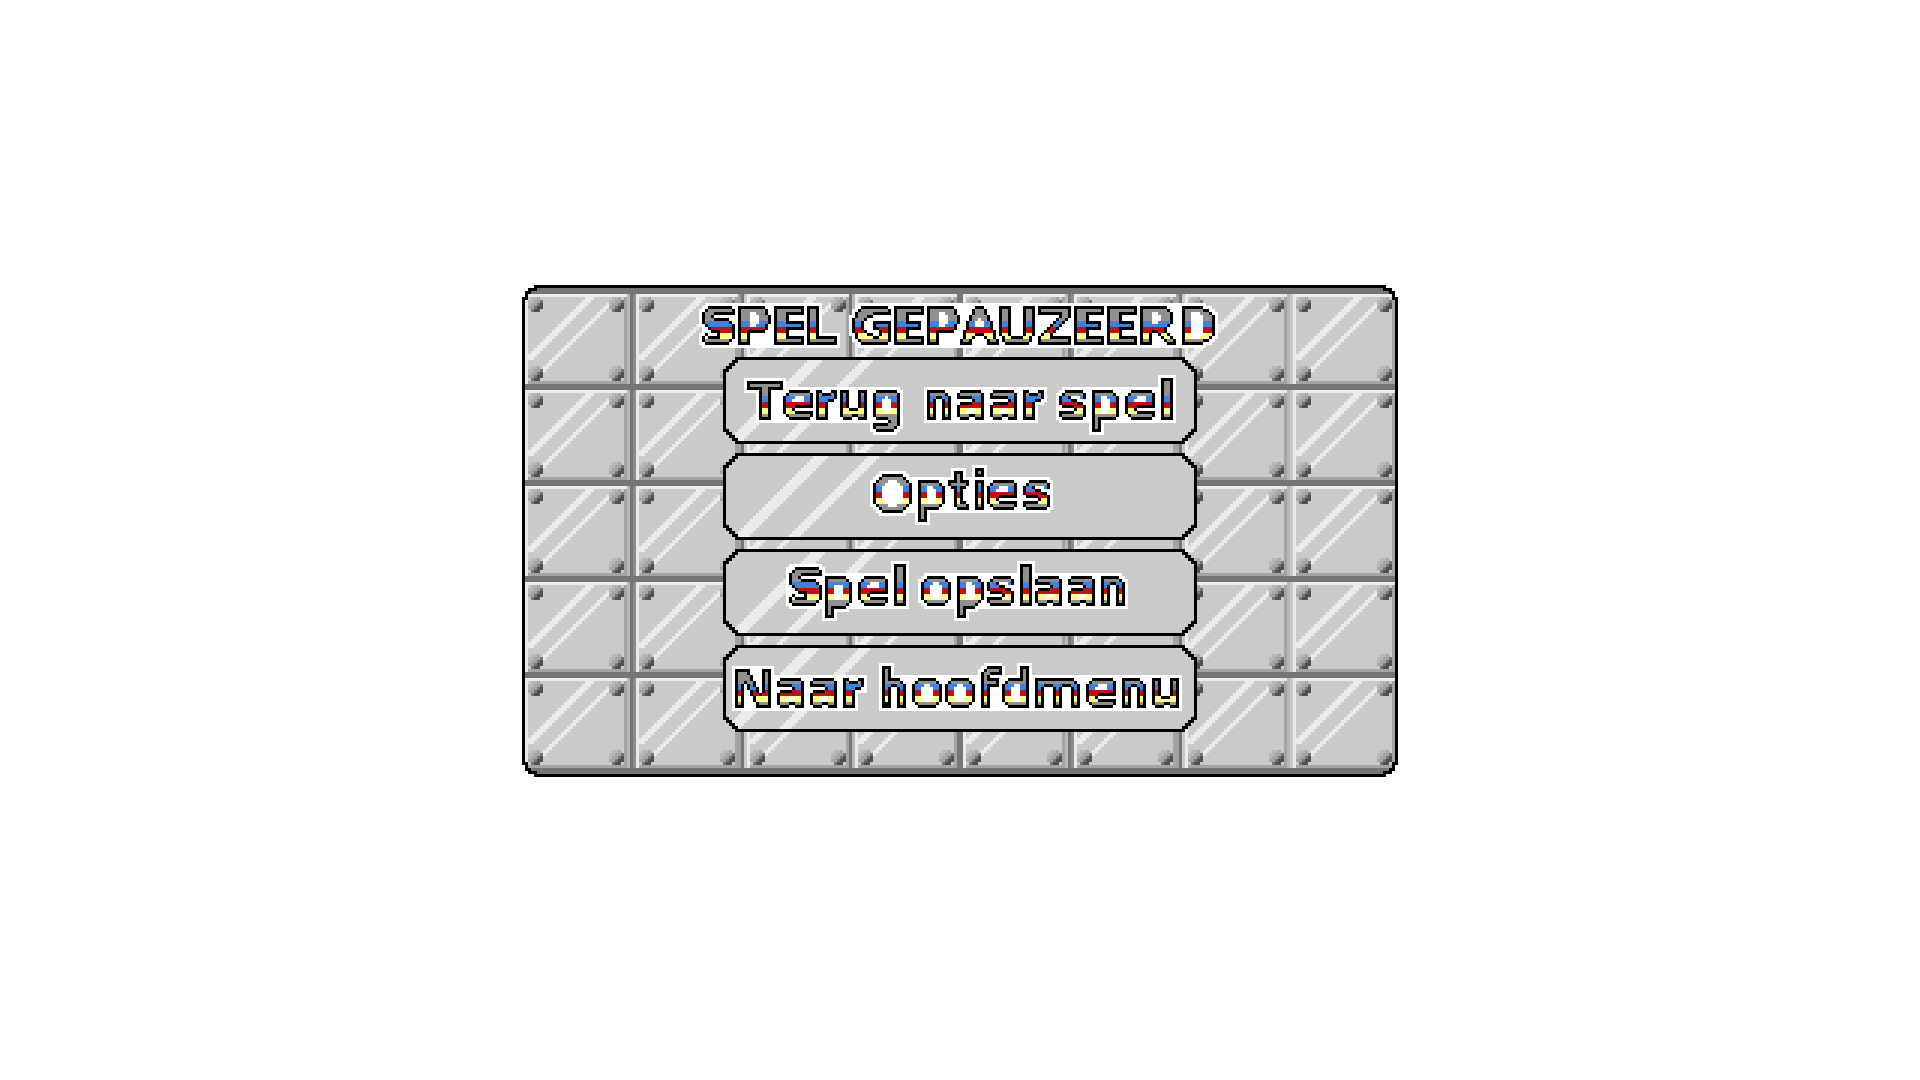 SPEL GEPAUZEERD
Terug naar spel
Opties
Spel opslaan
Naar hoofdmenu